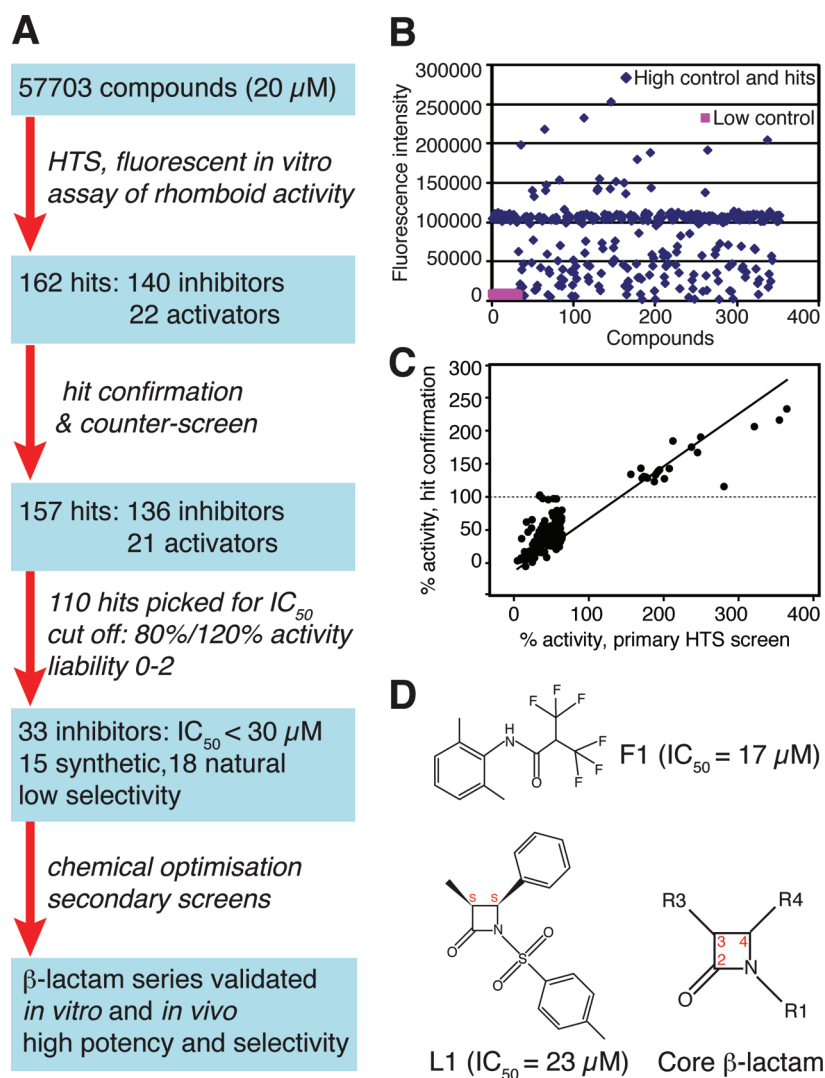 A
57703 compounds (20 µM)
HTS, fluorescent in vitro
assay of rhomboid activity
162 hits: 140 inhibitors
22 activators
hit confirmation
& counter-screen
157 hits: 136 inhibitors
21 activators
110 hits picked for IC50
cut off: 80%/120% activity
liability 0-2
33 inhibitors: IC50 < 30 µM
15 synthetic,18 natural
low selectivity
chemical optimisation
secondary screens
β-lactam series validated
in vitro and in vivo
high potency and selectivity
B
Fluorescence intensity
300000
250000
200000
150000
100000
50000
0
High control and hits
Low control
0 100 200 300 400
Compounds
C
% activity, hit confirmation
300
250
200
150
100
50
0
0 100 200 300 400
% activity, primary HTS screen
D
F F
F
H
N
F
O
F
F
F1 (IC50 = 17 µM)
S S
O
N
O
S
O
L1 (IC50 = 23 µM)
R3 R4
3 4
2
N
O
R1
Core β-lactam